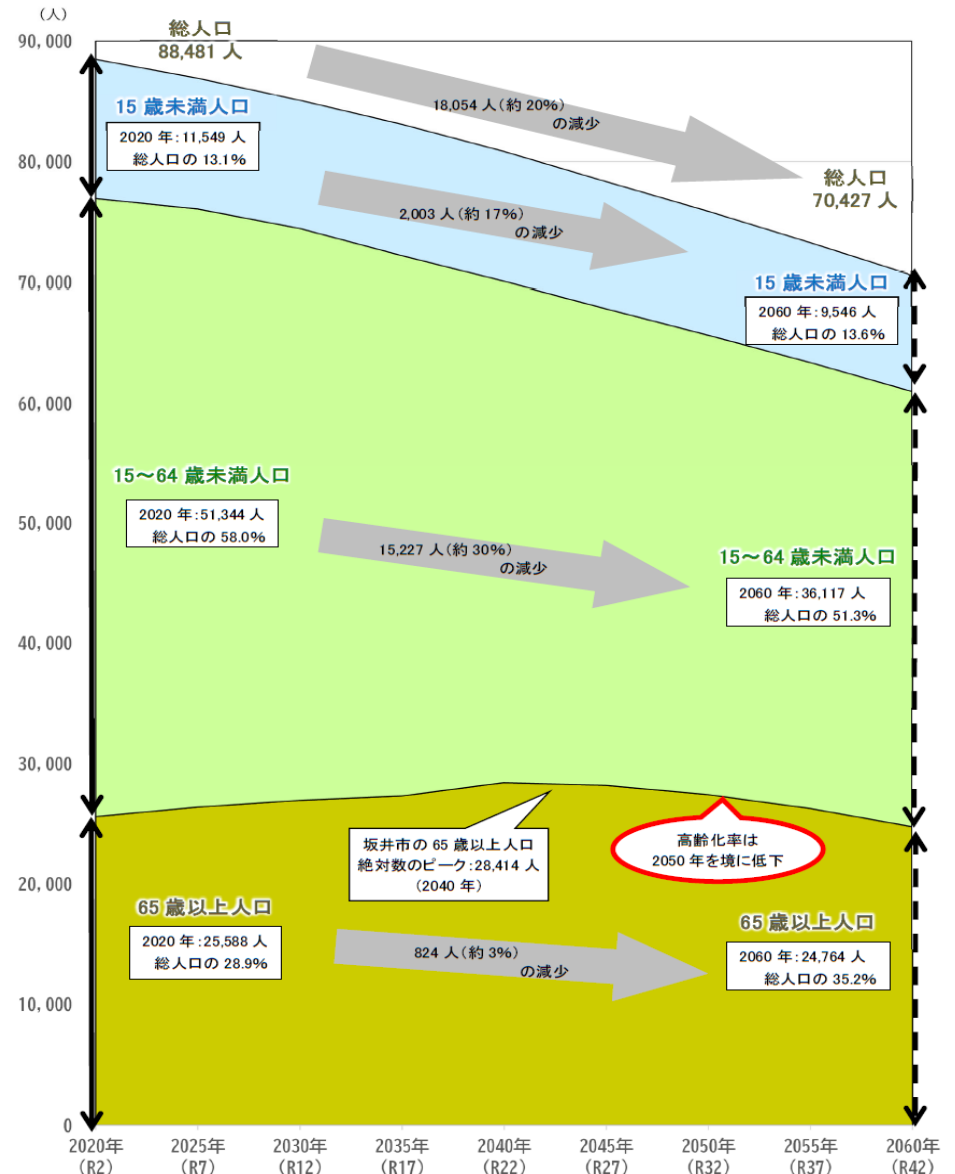 （人）
90,000
総人口
88,481 人
18,054 人（約 20%）
の減少
15 歳未満人口
2020 年：11,549 人
総人口の 13.1%
80,000
総人口
70,427 人
2,003 人（約 17%）
の減少
70,000
15 歳未満人口
2060 年：9,546 人
総人口の 13.6%
60,000
15～64 歳未満人口
2020 年：51,344 人
総人口の 58.0%
50,000
15,227 人（約 30%）
の減少
15～64 歳未満人口
2060 年：36,117 人
総人口の 51.3%
40,000
30,000
坂井市の 65 歳以上人口
絶対数のピーク：28,414 人
（2040 年）
高齢化率は
2050 年を境に低下
20,000
65 歳以上人口
2020 年：25,588 人
総人口の 28.9%
824 人（約 3%）
の減少
65 歳以上人口
2060 年：24,764 人
総人口の 35.2%
10,000
0
2020年 2025年 2030年 2035年 2040年 2045年 2050年 2055年 2060年
(R2) (R7) (R12) (R17) (R22) (R27) (R32) (R37) (R42)